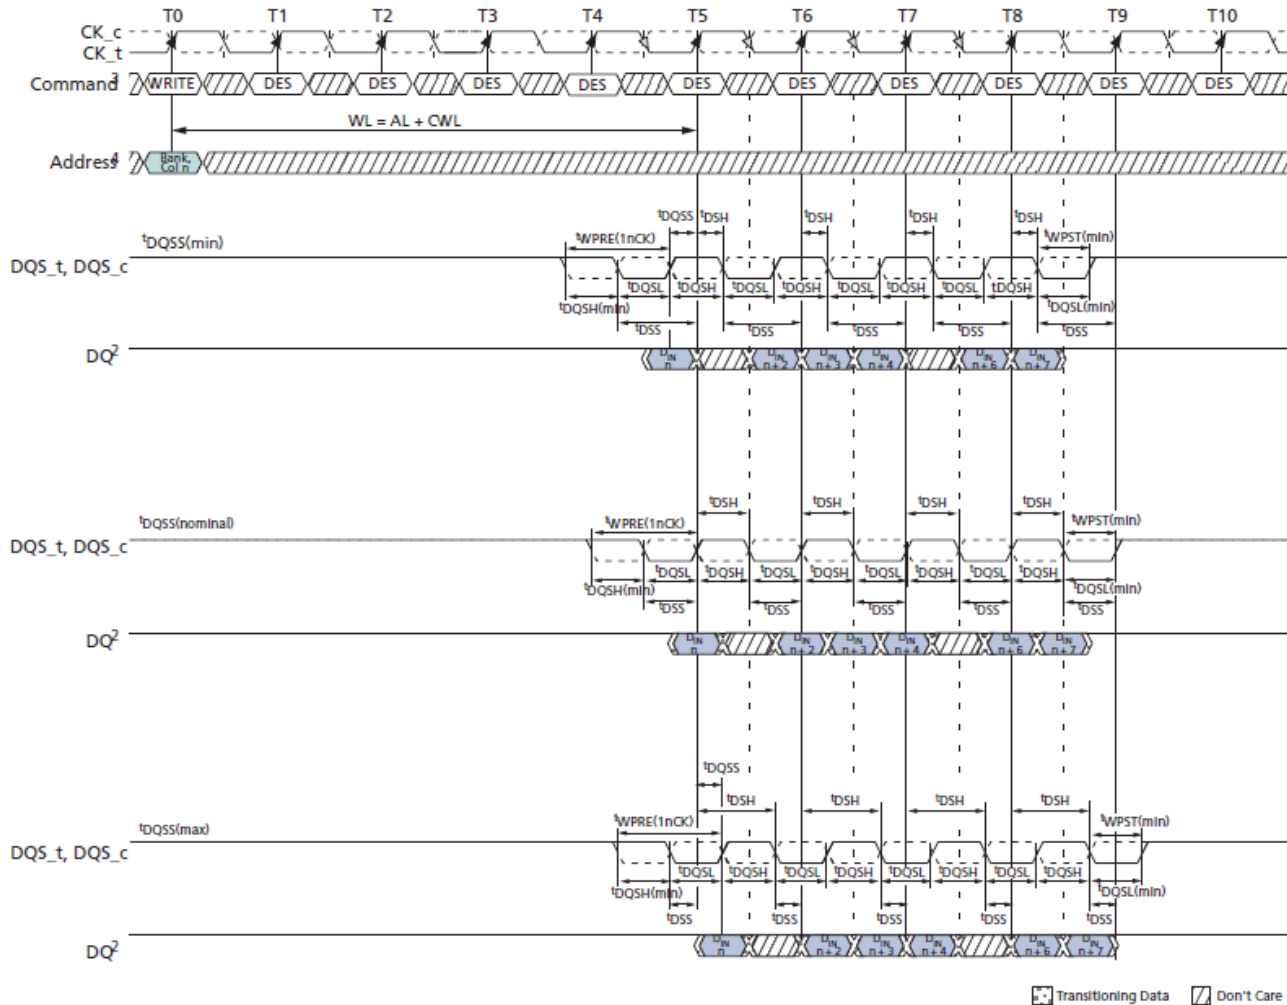 T0 T1 T2 T3 T4 T5 T6 T7 T8 T9 T10
CK_c
CK_t
Command3 WRITE DES DES DES DES DES DES DES DES DES DES
WL = AL + CWL
Address4 Bank, Col n
tDQSS tDSH tDSH tDSH tDSH
tDQSS(min) tWPRE(1nCK) tWPST(min)
DQS_t, DQS_c
tDQSL tDQSH tDQSL tDQSH tDQSL tDQSH tDQSL tDQSH
tDQSH(min) tDQSL(min)
tDSS tDSS tDSS tDSS tDSS
DQ2 DIN n DIN n + 2 DIN n + 3 DIN n + 4 DIN n + 6 DIN n + 7
tDSH tDSH tDSH tDSH
tDQSS(nominal) tWPRE(1nCK) tWPST(min)
DQS_t, DQS_c
tDQSL tDQSH tDQSL tDQSH tDQSL tDQSH tDQSL tDQSH
tDQSH(min) tDQSL(min)
tDSS tDSS tDSS tDSS tDSS
DQ2 DIN n DIN n + 2 DIN n + 3 DIN n + 4 DIN n + 6 DIN n + 7
tDQSS
tDSH tDSH tDSH tDSH
tDQSS(max) tWPRE(1nCK) tWPST(min)
DQS_t, DQS_c
tDQSL tDQSH tDQSL tDQSH tDQSL tDQSH tDQSL tDQSH
tDQSH(min) tDQSL(min)
tDSS tDSS tDSS tDSS tDSS
DQ2 DIN n DIN n + 2 DIN n + 3 DIN n + 4 DIN n + 6 DIN n + 7
Transitioning Data Don't Care